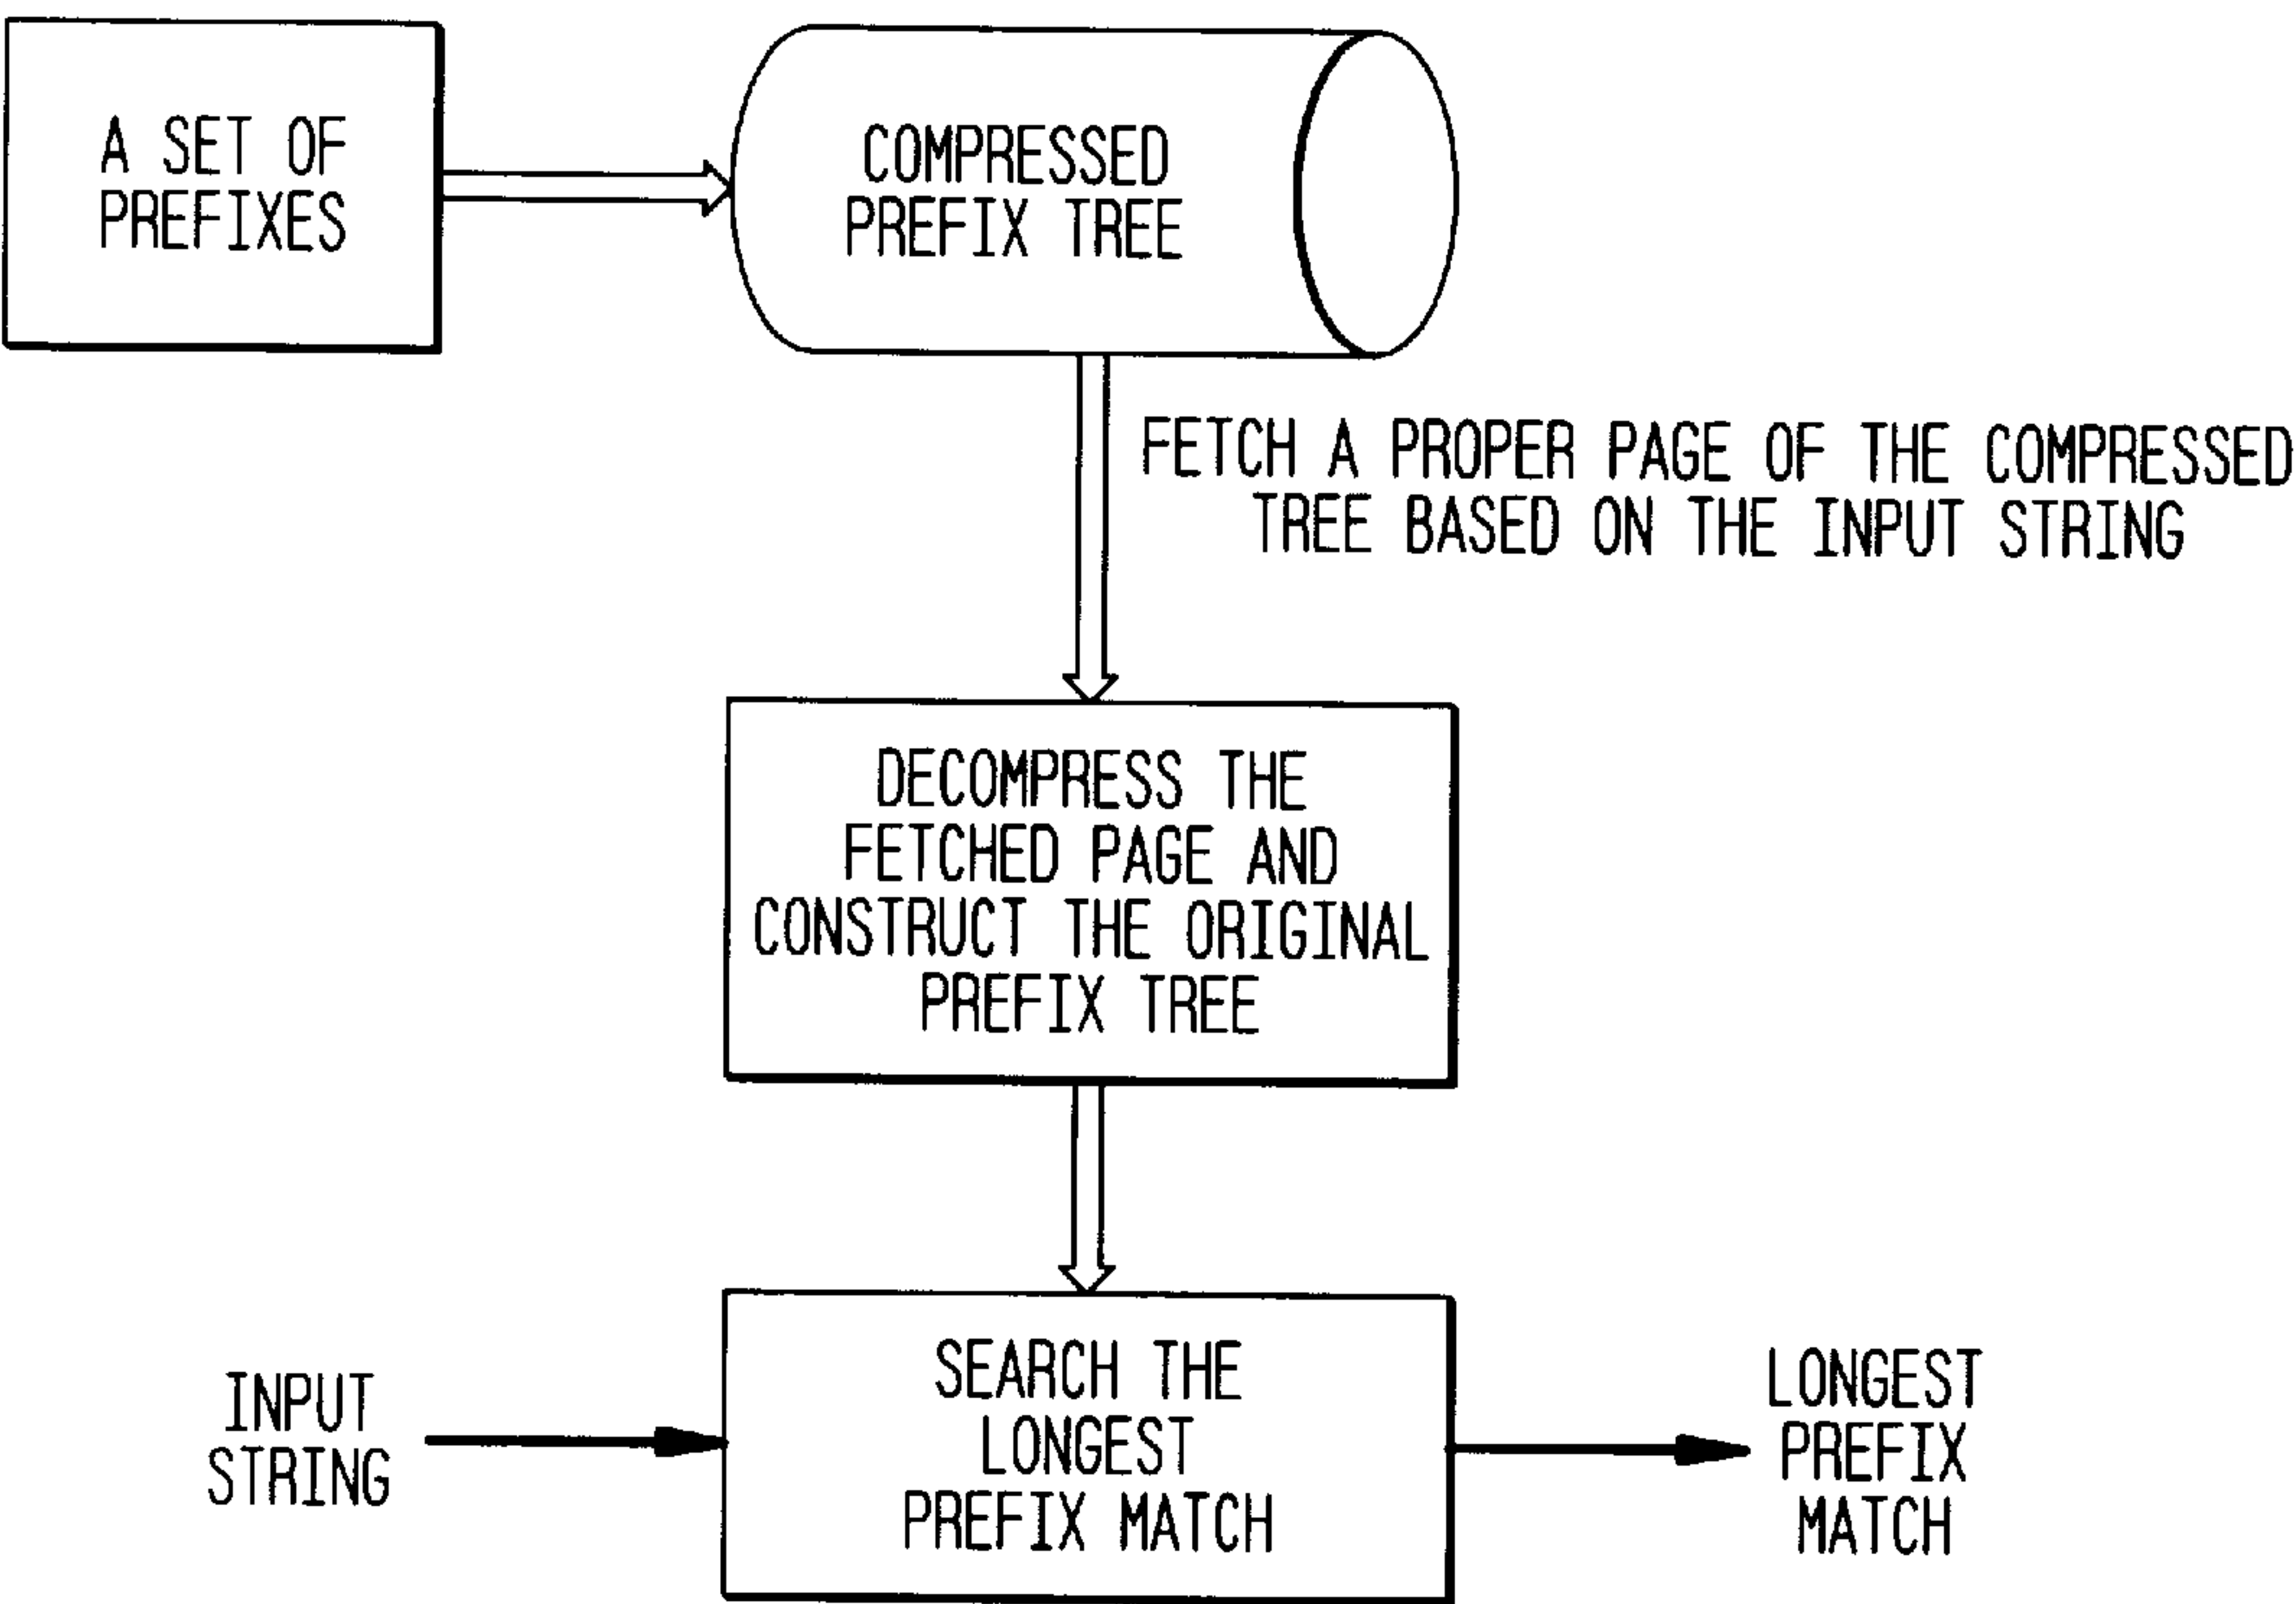 A SET OF
PREFIXES
COMPRESSED
PREFIX TREE
FETCH A PROPER PAGE OF THE COMPRESSED
TREE BASED ON THE INPUT STRING
DECOMPRESS THE
FETCHED PAGE AND
CONSTRUCT THE ORIGINAL
PREFIX TREE
INPUT
STRING
SEARCH THE
LONGEST
PREFIX MATCH
LONGEST
PREFIX
MATCH